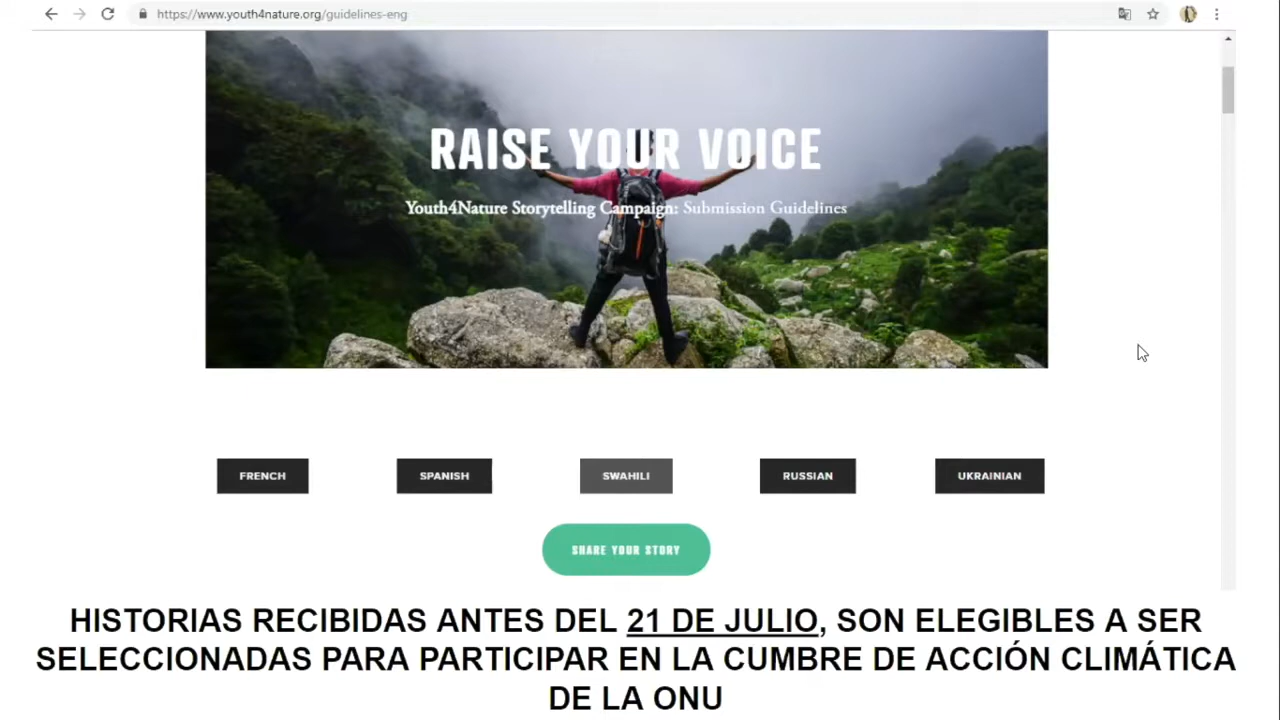 https://www.youth4nature.org/guidelines-eng
RAISE YOUR VOICE
Youth4Nature Storytelling Campaign: Submission Guidelines
FRENCH
SPANISH
SWAHILI
RUSSIAN
UKRAINIAN
SHARE YOUR STORY
HISTORIAS RECIBIDAS ANTES DEL 21 DE JULIO, SON ELEGIBLES A SER
SELECCIONADAS PARA PARTICIPAR EN LA CUMBRE DE ACCIÓN CLIMÁTICA
DE LA ONU